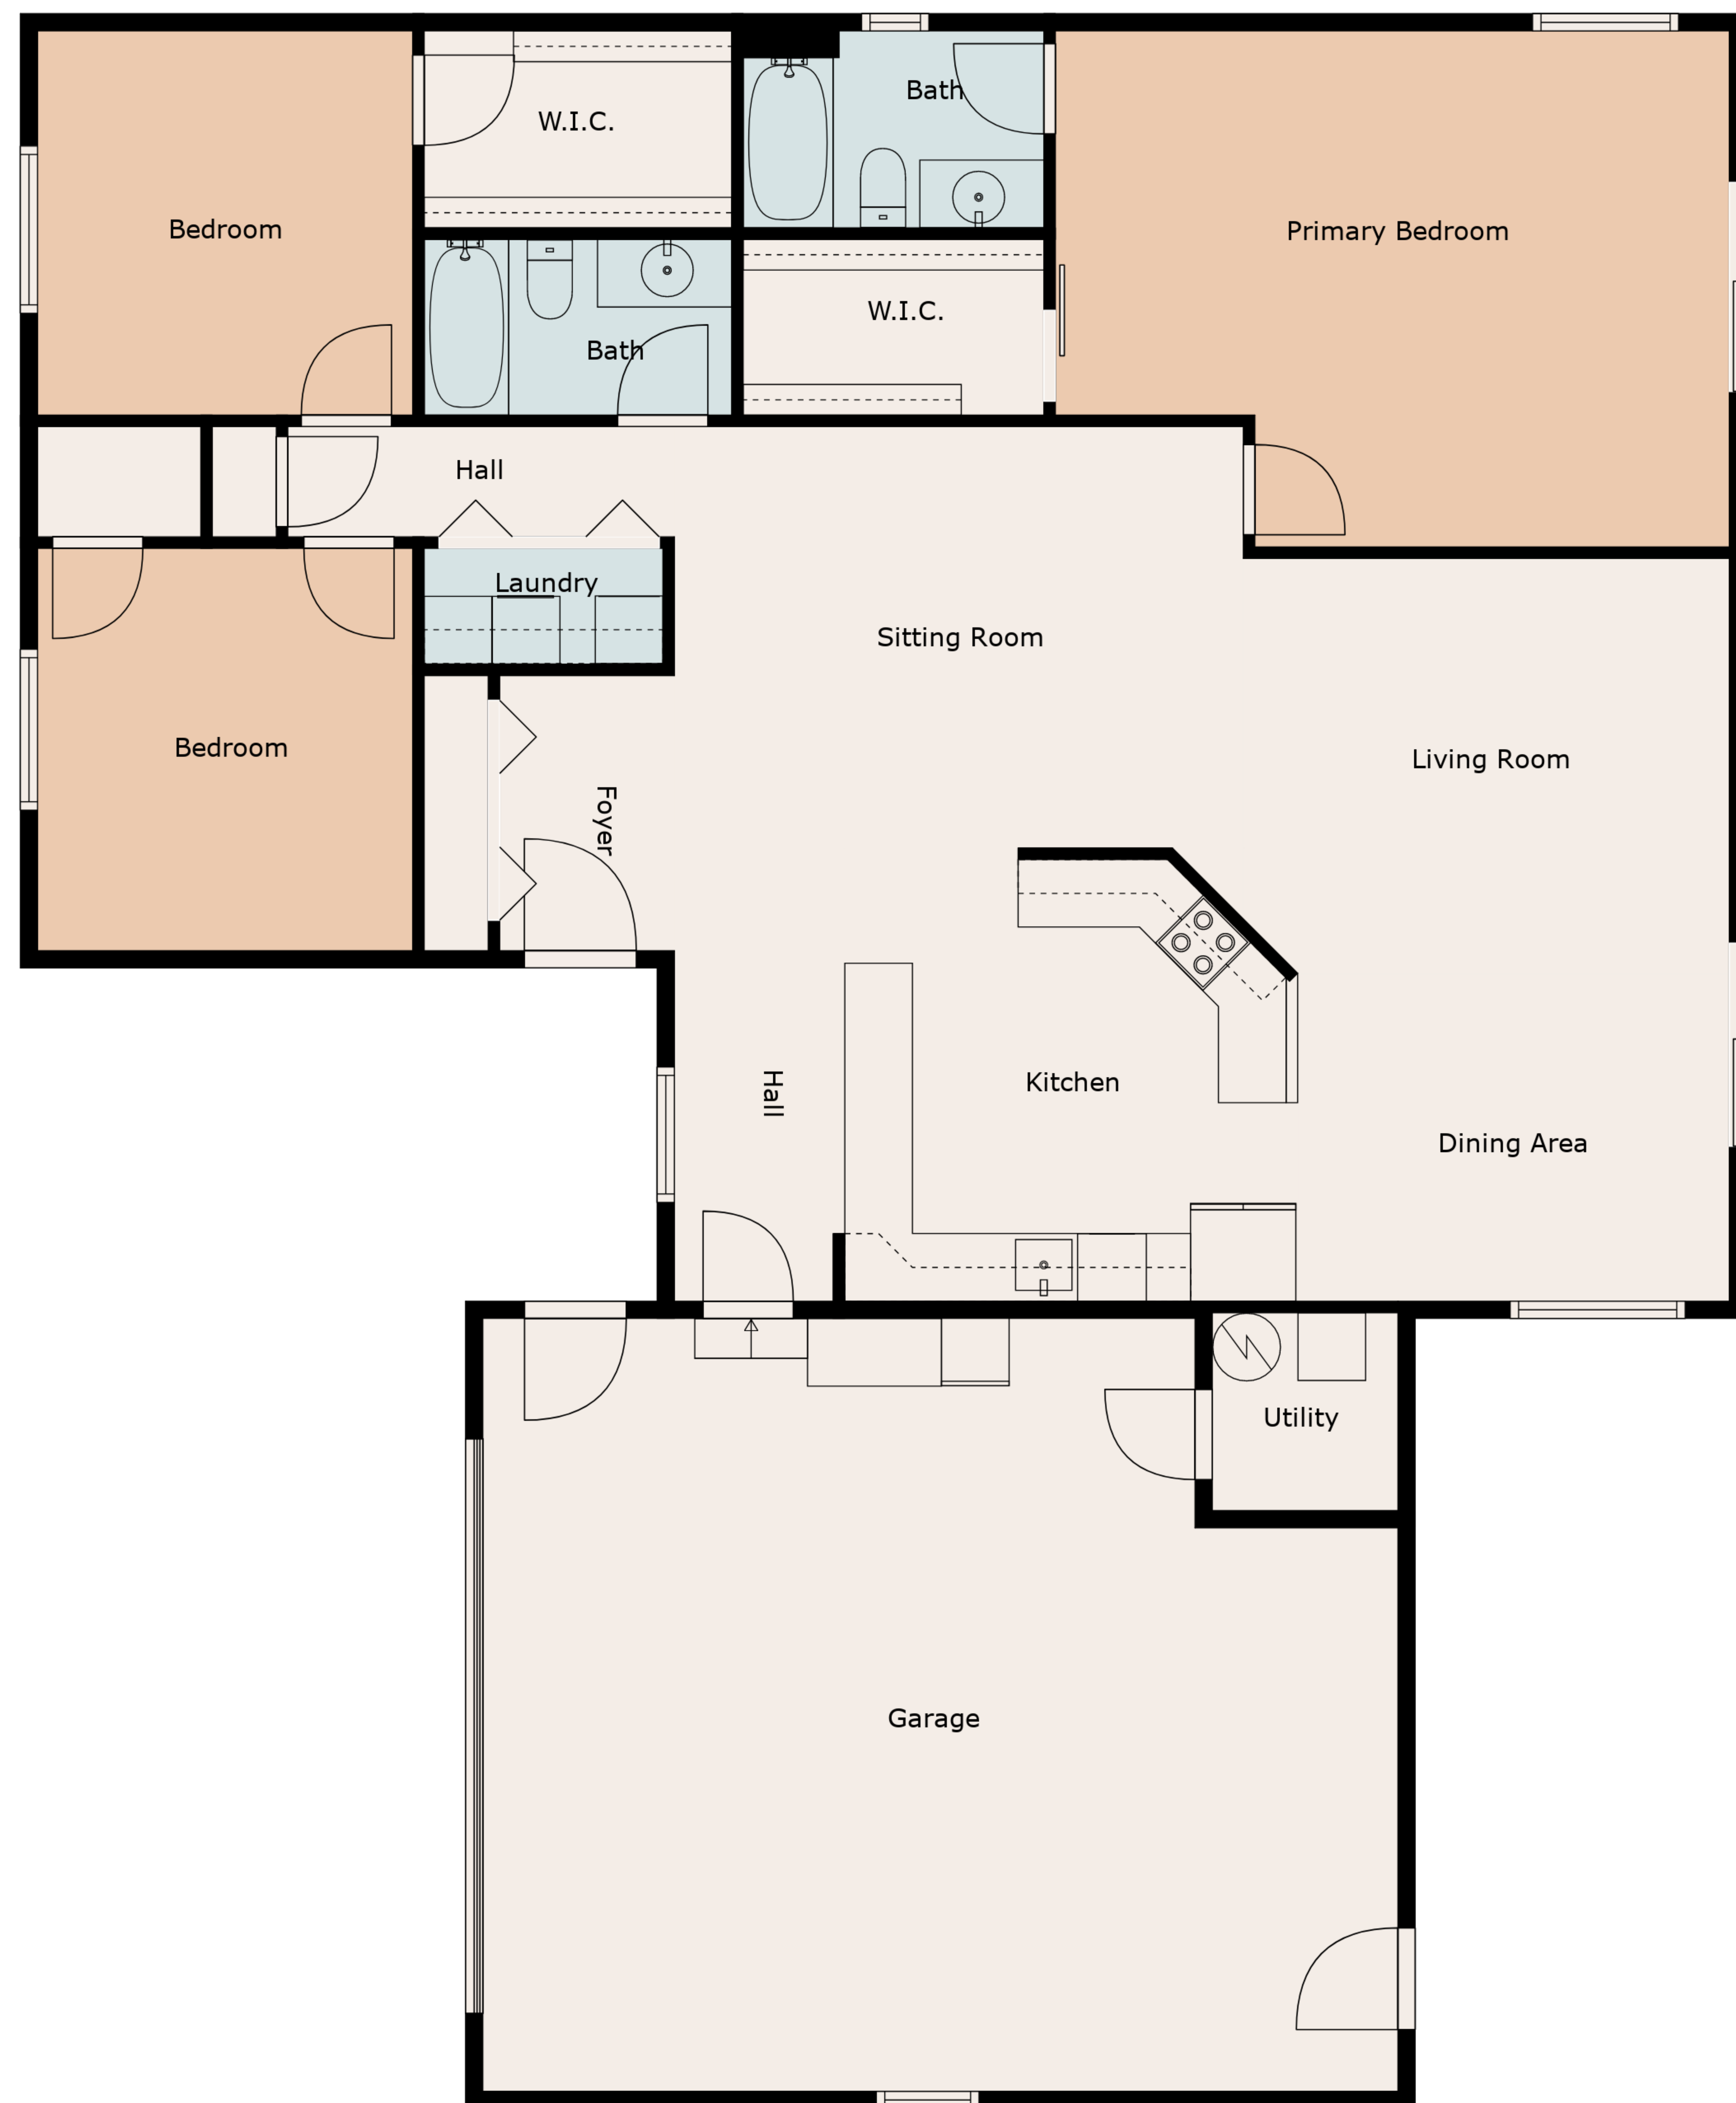 W.I.C.
Bath
Bedroom
Primary Bedroom
W.I.C.
Bath
Hall
Laundry
Sitting Room
Bedroom
Living Room
Foyer
Kitchen
Hall
Dining Area
Utility
Garage